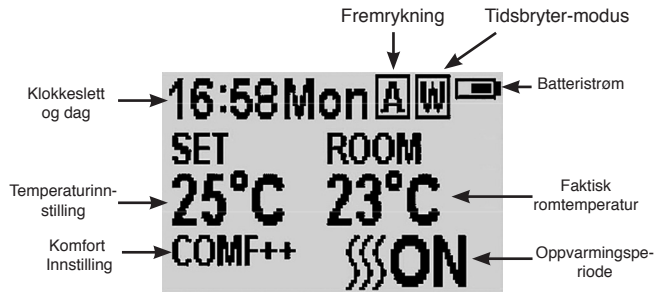 Fremrykning Tidsbryter-modus
Klokkeslett
og dag
16:58Mon A W
Batteristrøm
SET ROOM
Temperaturinn-
stilling
25°C 23°C
Faktisk
romtemperatur
Komfort
Innstilling
COMF++ ON
Oppvarmingspe-
riode